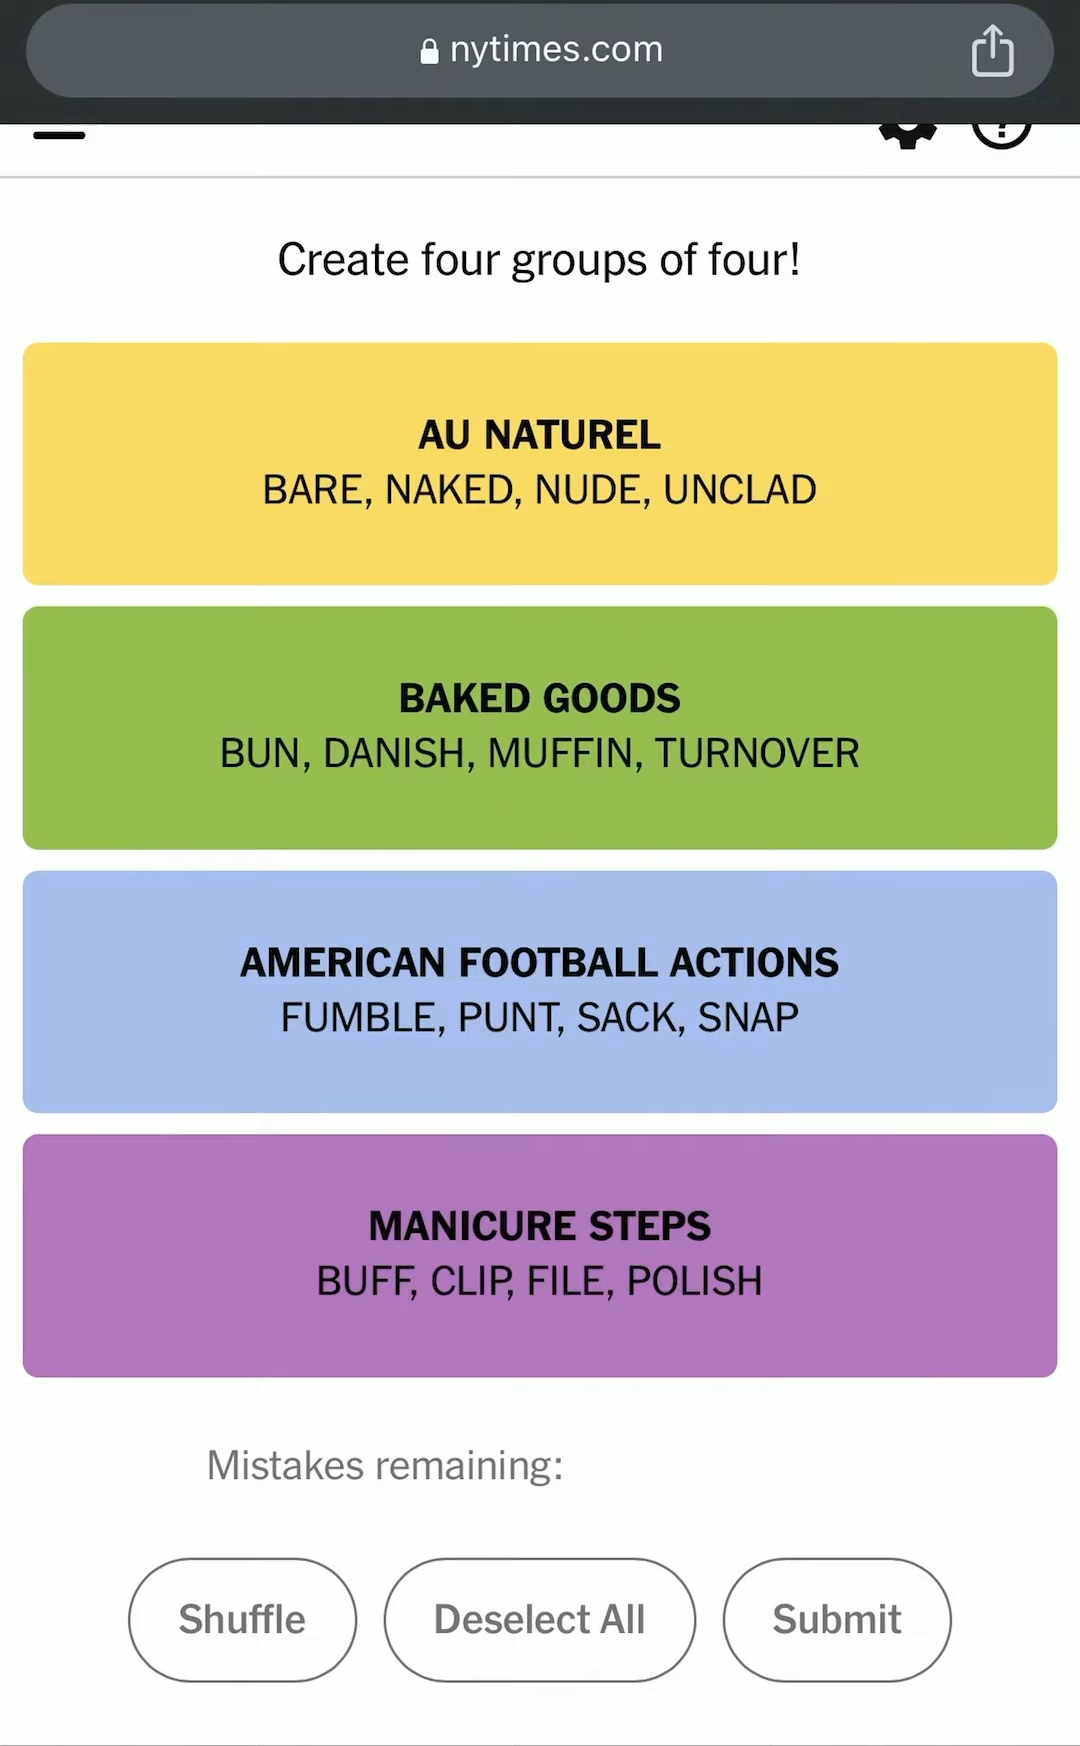 nytimes.com
Create four groups of four!
AU NATUREL
BARE, NAKED, NUDE, UNCLAD
BAKED GOODS
BUN, DANISH, MUFFIN, TURNOVER
AMERICAN FOOTBALL ACTIONS
FUMBLE, PUNT, SACK, SNAP
MANICURE STEPS
BUFF, CLIP, FILE, POLISH
Mistakes remaining:
Shuffle Deselect All Submit